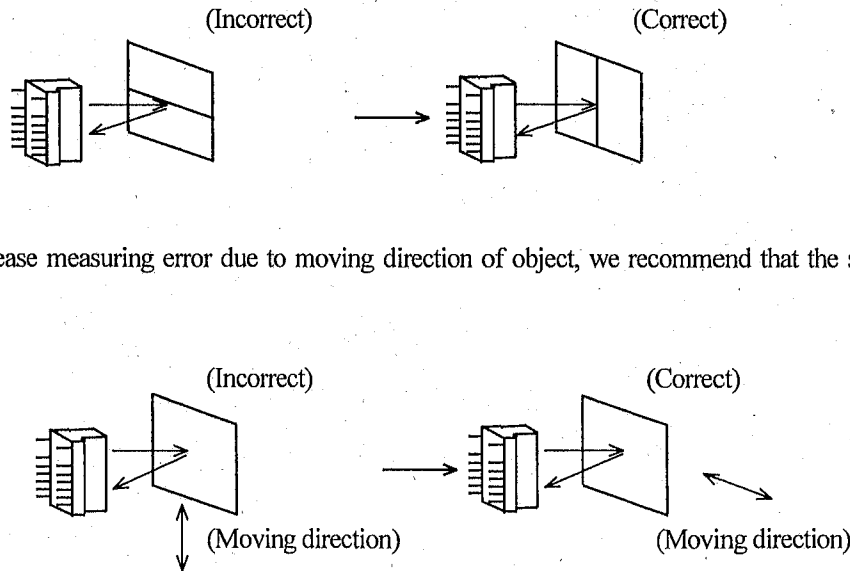 (Incorrect) (Correct)
ease measuring error due to moving direction of object, we recommend that the s
(Incorrect) (Correct)
(Moving direction) (Moving direction)